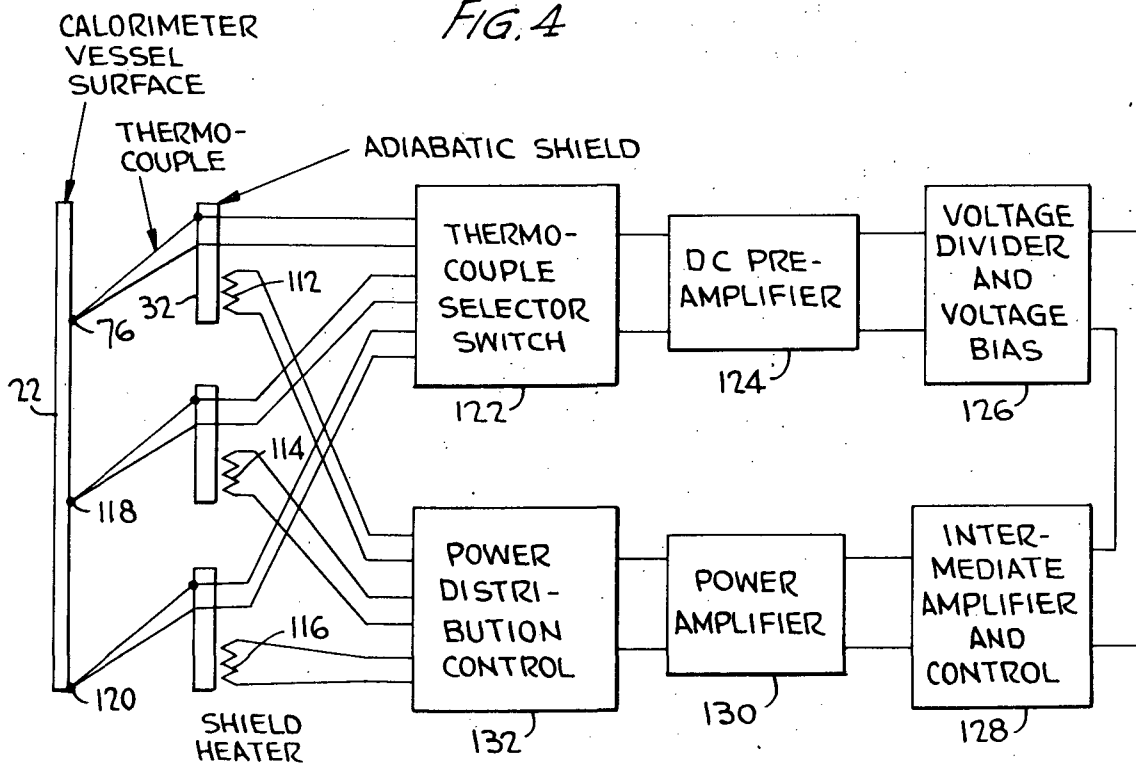 FIG. 4
CALORIMETER
VESSEL
SURFACE
THERMO-
COUPLE
ADIABATIC SHIELD
32
112
76
22
114
118
116
120
SHIELD
HEATER
THERMO-
COUPLE
SELECTOR
SWITCH
122
DC PRE-
AMPLIFIER
124
VOLTAGE
DIVIDER
AND
VOLTAGE
BIAS
126
POWER
DISTRI-
BUTION
CONTROL
132
POWER
AMPLIFIER
130
INTER-
MEDIATE
AMPLIFIER
AND
CONTROL
128